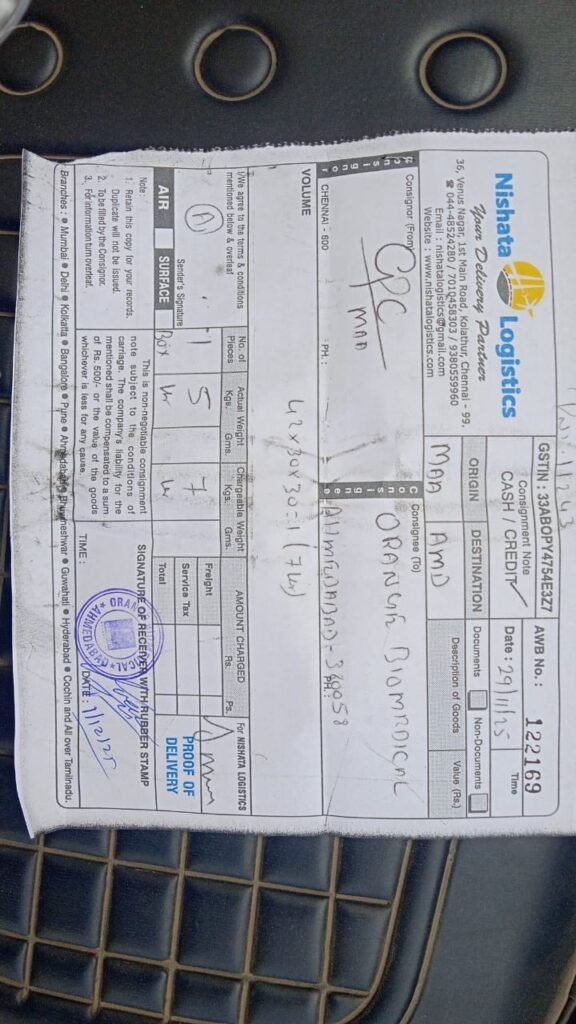 Nishata Logistics
Your Delivery Partner
36, Venus Nagar, 1st Main Road, Kolathur, Chennai - 99.
☎ 044-48524280 / 7010458303 / 9380559960
Email : nishatalogistics@gmail.com
Website : www.nishatalogistics.com
GSTIN : 33ABOPY4754E3Z7
Consignment Note
CASH / CREDIT
AWB No. : 122169
Date : 29/11/25
Time
ORIGIN
DESTINATION
Documents
Non-Documents
MAA
AMD
Description of Goods
Value (Rs.)
Consignor (From)
CPC
MAA
CHENNAI - 600
PH. :
Consignee (To)
ORANGE BIOMEDICAL
AHMEDABAD - 380058
PH. :
VOLUME
42 x 30 x 30 = 1 (7 kg)
I/We agree to the terms & conditions
mentioned below & overleaf
Sender's Signature
No. of Pieces
Actual Weight
Kgs. Gms.
Chargeable Weight
Kgs. Gms.
AMOUNT CHARGED
Rs. Ps.
For NISHATA LOGISTICS
1
Box
5
7
Freight
Service Tax
Total
PROOF OF
DELIVERY
AIR
SURFACE
Note :
1. Retain this copy for your records.
Duplicate will not be issued.
2. To be filled by the Consignor.
3. For information turn overleaf.
This is non-negotiable consignment
note subject to the conditions of
carriage. The company's liability for the
mentioned shall be compensated to a sum
of Rs. 500/- or the value of the goods
whichever is less for any cause.
SIGNATURE OF RECEIVER WITH RUBBER STAMP
TIME :
DATE : 1/12/25
AHMEDABAD
Branches : ● Mumbai ● Delhi ● Kolkatta ● Bangalore ● Pune ● Ahmedabad ● Bhuvneshwar ● Guwahati ● Hyderabad ● Cochin and All over Tamilnadu.